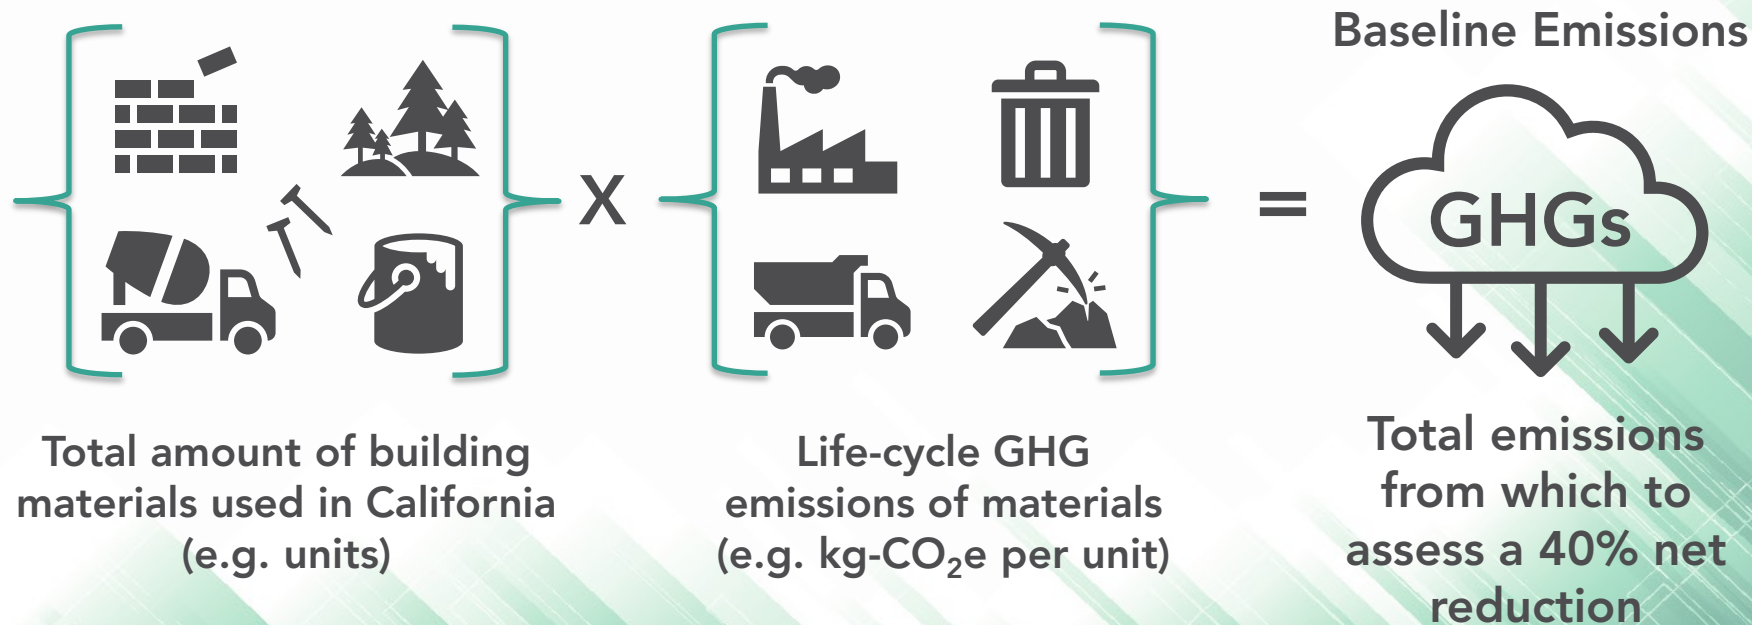 Baseline Emissions
X
=
GHGs
Total amount of building
materials used in California
(e.g. units)
Life-cycle GHG
emissions of materials
(e.g. kg-CO₂e per unit)
Total emissions
from which to
assess a 40% net
reduction